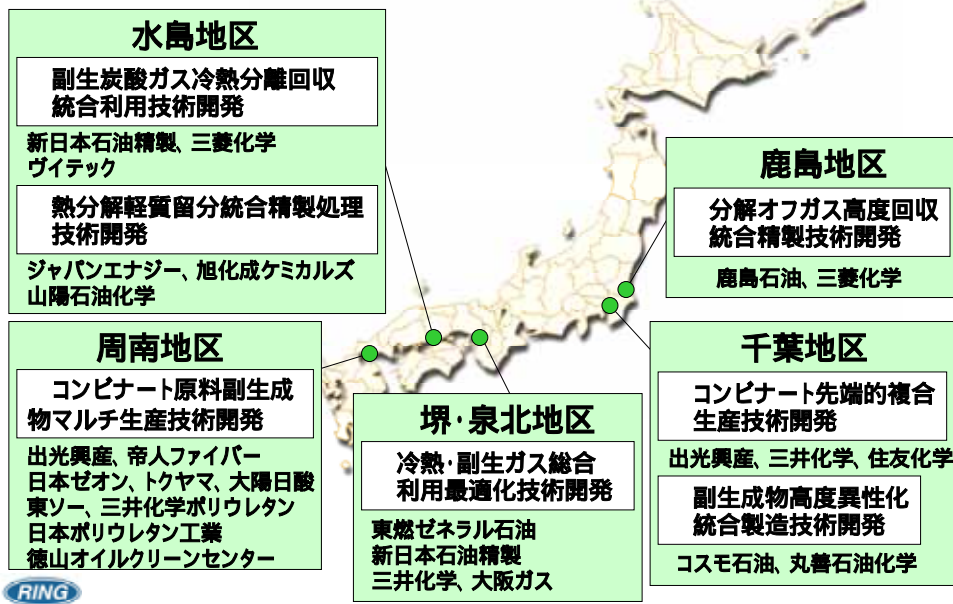 水島地区
副生炭酸ガス冷熱分離回収
統合利用技術開発
新日本石油精製、三菱化学
ヴイテック
熱分解軽質留分統合精製処理
技術開発
ジャパンエナジー、旭化成ケミカルズ
山陽石油化学
鹿島地区
分解オフガス高度回収
統合精製技術開発
鹿島石油、三菱化学
周南地区
コンビナート原料副生成
物マルチ生産技術開発
出光興産、帝人ファイバー
日本ゼオン、トクヤマ、大陽日酸
東ソー、三井化学ポリウレタン
日本ポリウレタン工業
徳山オイルクリーンセンター
堺・泉北地区
冷熱・副生ガス総合
利用最適化技術開発
東燃ゼネラル石油
新日本石油精製
三井化学、大阪ガス
千葉地区
コンビナート先端的複合
生産技術開発
出光興産、三井化学、住友化学
副生成物高度異性化
統合製造技術開発
コスモ石油、丸善石油化学
RING